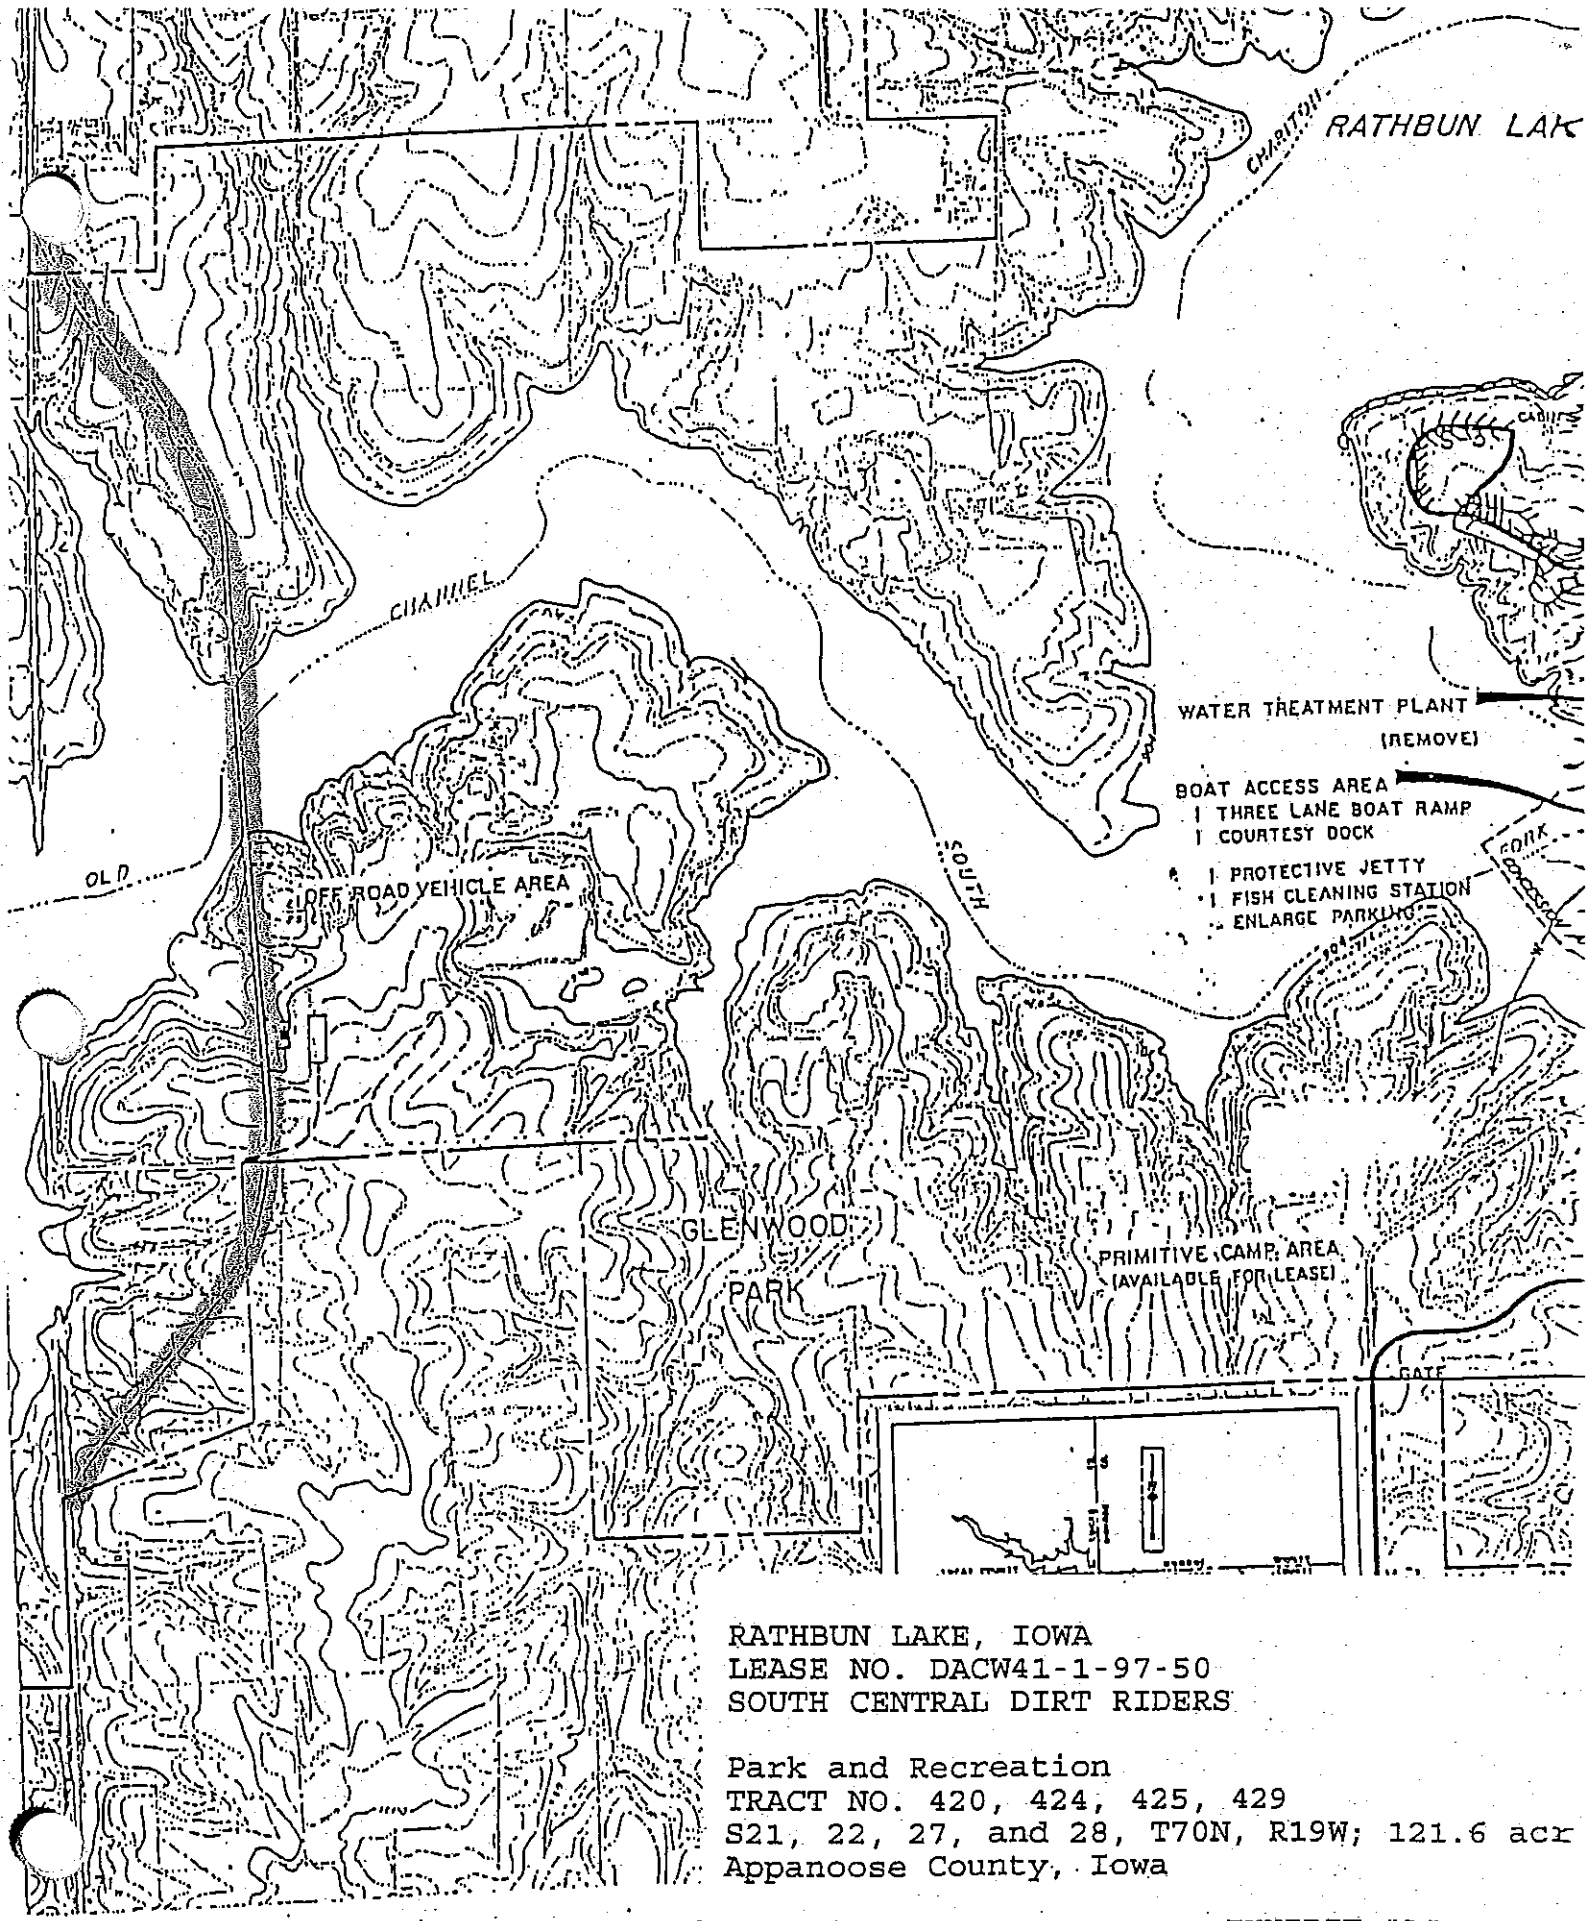 RATHBUN LAK
CHARITON
CHANNEL
WATER TREATMENT PLANT
(REMOVE)
BOAT ACCESS AREA
1 THREE LANE BOAT RAMP
1 COURTEST DOCK
1 PROTECTIVE JETTY
1 FISH CLEANING STATION
ENLARGE PARKING
FORK
CONCESSION
SOUTH
OLD
OFF ROAD VEHICLE AREA
GLENWOOD
PARK
PRIMITIVE CAMP AREA
(AVAILABLE FOR LEASE)
GATE
RATHBUN LAKE, IOWA
LEASE NO. DACW41-1-97-50
SOUTH CENTRAL DIRT RIDERS
Park and Recreation
TRACT NO. 420, 424, 425, 429
S21, 22, 27, and 28, T70N, R19W; 121.6 acr
Appanoose County, Iowa